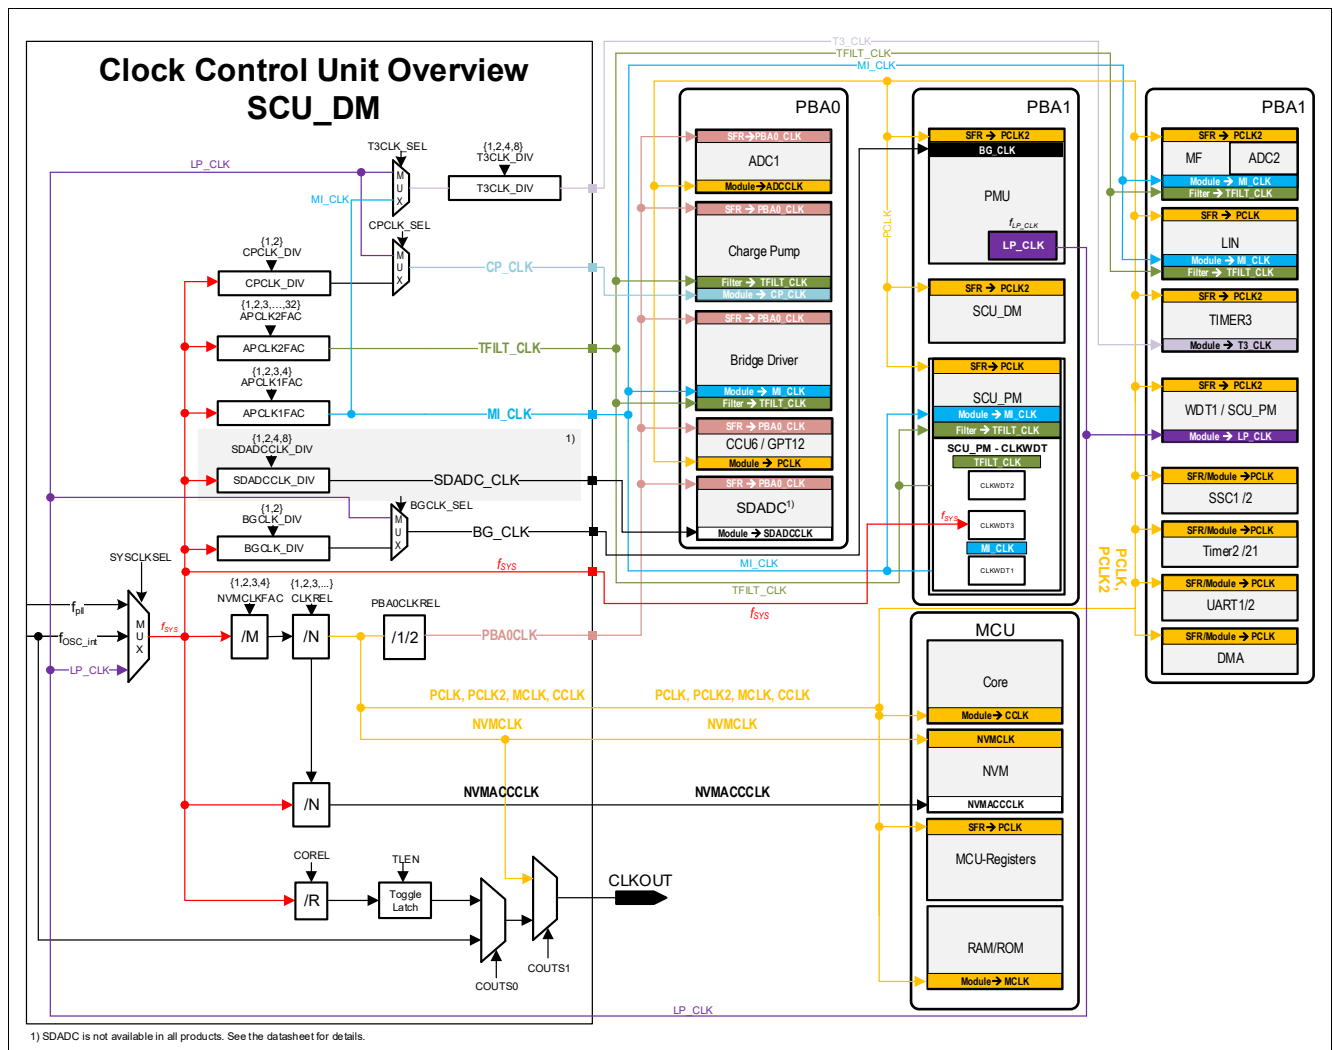 Clock Control Unit Overview
SCU_DM
T3_CLK
TFILT_CLK
MI_CLK
T3CLK_SEL
{1,2,4,8}
T3CLK_DIV
LP_CLK
MUX
T3CLK_DIV
MI_CLK
CPCLK_SEL
{1,2}
CPCLK_DIV
MUX
CP_CLK
CPCLK_DIV
{1,2,3,...,32}
APCLK2FAC
APCLK2FAC
TFILT_CLK
{1,2,3,4}
APCLK1FAC
APCLK1FAC
MI_CLK
1)
{1,2,4,8}
SDADCCLK_DIV
SDADCCLK_DIV
SDADC_CLK
{1,2}
BGCLK_DIV
BGCLK_SEL
MUX
BG_CLK
BGCLK_DIV
SYSCLKSEL
fSYS
MI_CLK
TFILT_CLK
fSYS
fpll
fOSC_int
LP_CLK
MUX
fSYS
{1,2,3,4}
NVMCLKFAC
/M
{1,2,3,...}
CLKREL
/N
PBA0CLKREL
/1/2
PBA0CLK
PCLK, PCLK2, MCLK, CCLK
PCLK, PCLK2, MCLK, CCLK
NVMCLK
NVMCLK
/N
NVMACCCLK
NVMACCCLK
COREL
/R
TLEN
Toggle
Latch
CLKOUT
COUTS1
COUTS0
LP_CLK
PBA0
SFR→PBA0_CLK
ADC1
Module→ADCCLK
SFR→PBA0_CLK
Charge Pump
Filter→TFILT_CLK
Module→CP_CLK
SFR→PBA0_CLK
Bridge Driver
Module→MI_CLK
Filter→TFILT_CLK
SFR→PBA0_CLK
CCU6 / GPT12
Module→PCLK
SFR→PBA0_CLK
SDADC1)
Module→SDADCCLK
PCLK
PBA1
SFR→PCLK2
BG_CLK
PMU
fLP_CLK
LP_CLK
SFR→PCLK2
SCU_DM
SFR→PCLK
SCU_PM
Module→MI_CLK
Filter→TFILT_CLK
SCU_PM - CLKWDT
TFILT_CLK
CLKWDT2
fSYS
CLKWDT3
MI_CLK
CLKWDT1
MCU
Core
Module→CCLK
NVMCLK
NVM
NVMACCCLK
SFR→PCLK
MCU-Registers
RAM/ROM
Module→MCLK
PCLK,
PCLK2
PBA1
SFR→PCLK2
MF
ADC2
Module→MI_CLK
Filter→TFILT_CLK
SFR→PCLK
LIN
Module→MI_CLK
Filter→TFILT_CLK
SFR→PCLK2
TIMER3
Module→T3_CLK
SFR→PCLK2
WDT1 / SCU_PM
Module→LP_CLK
SFR/Module→PCLK
SSC1 /2
SFR/Module→PCLK
Timer2 /21
SFR/Module→PCLK
UART1/2
SFR/Module→PCLK
DMA
1) SDADC is not available in all products. See the datasheet for details.